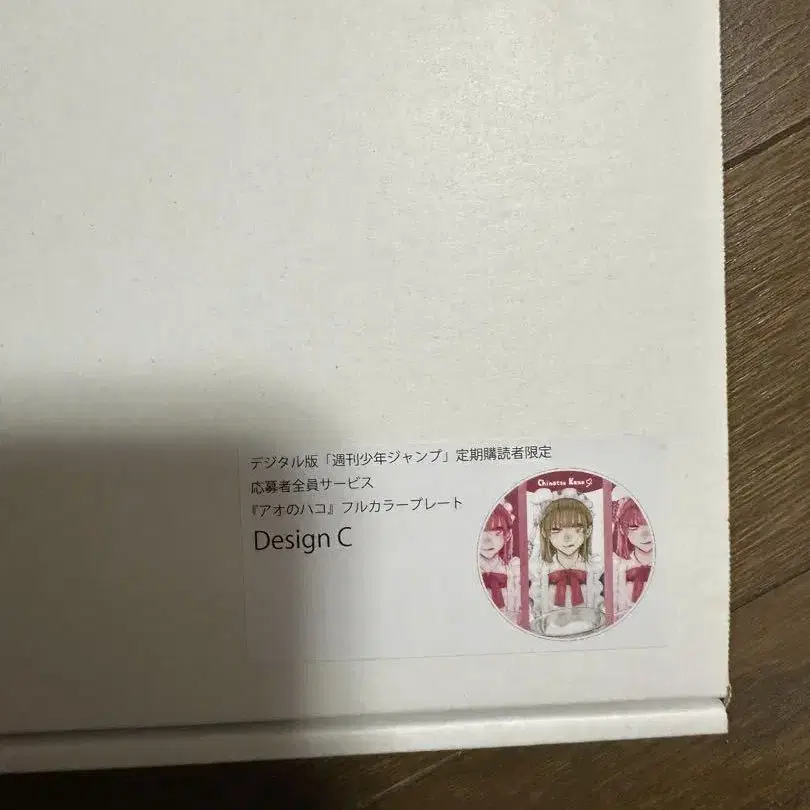 デジタル版「週刊少年ジャンプ」定期購読者限定
応募者全員サービス
『アオのハコ』フルカラープレート
Design C
Chinatsu Kano